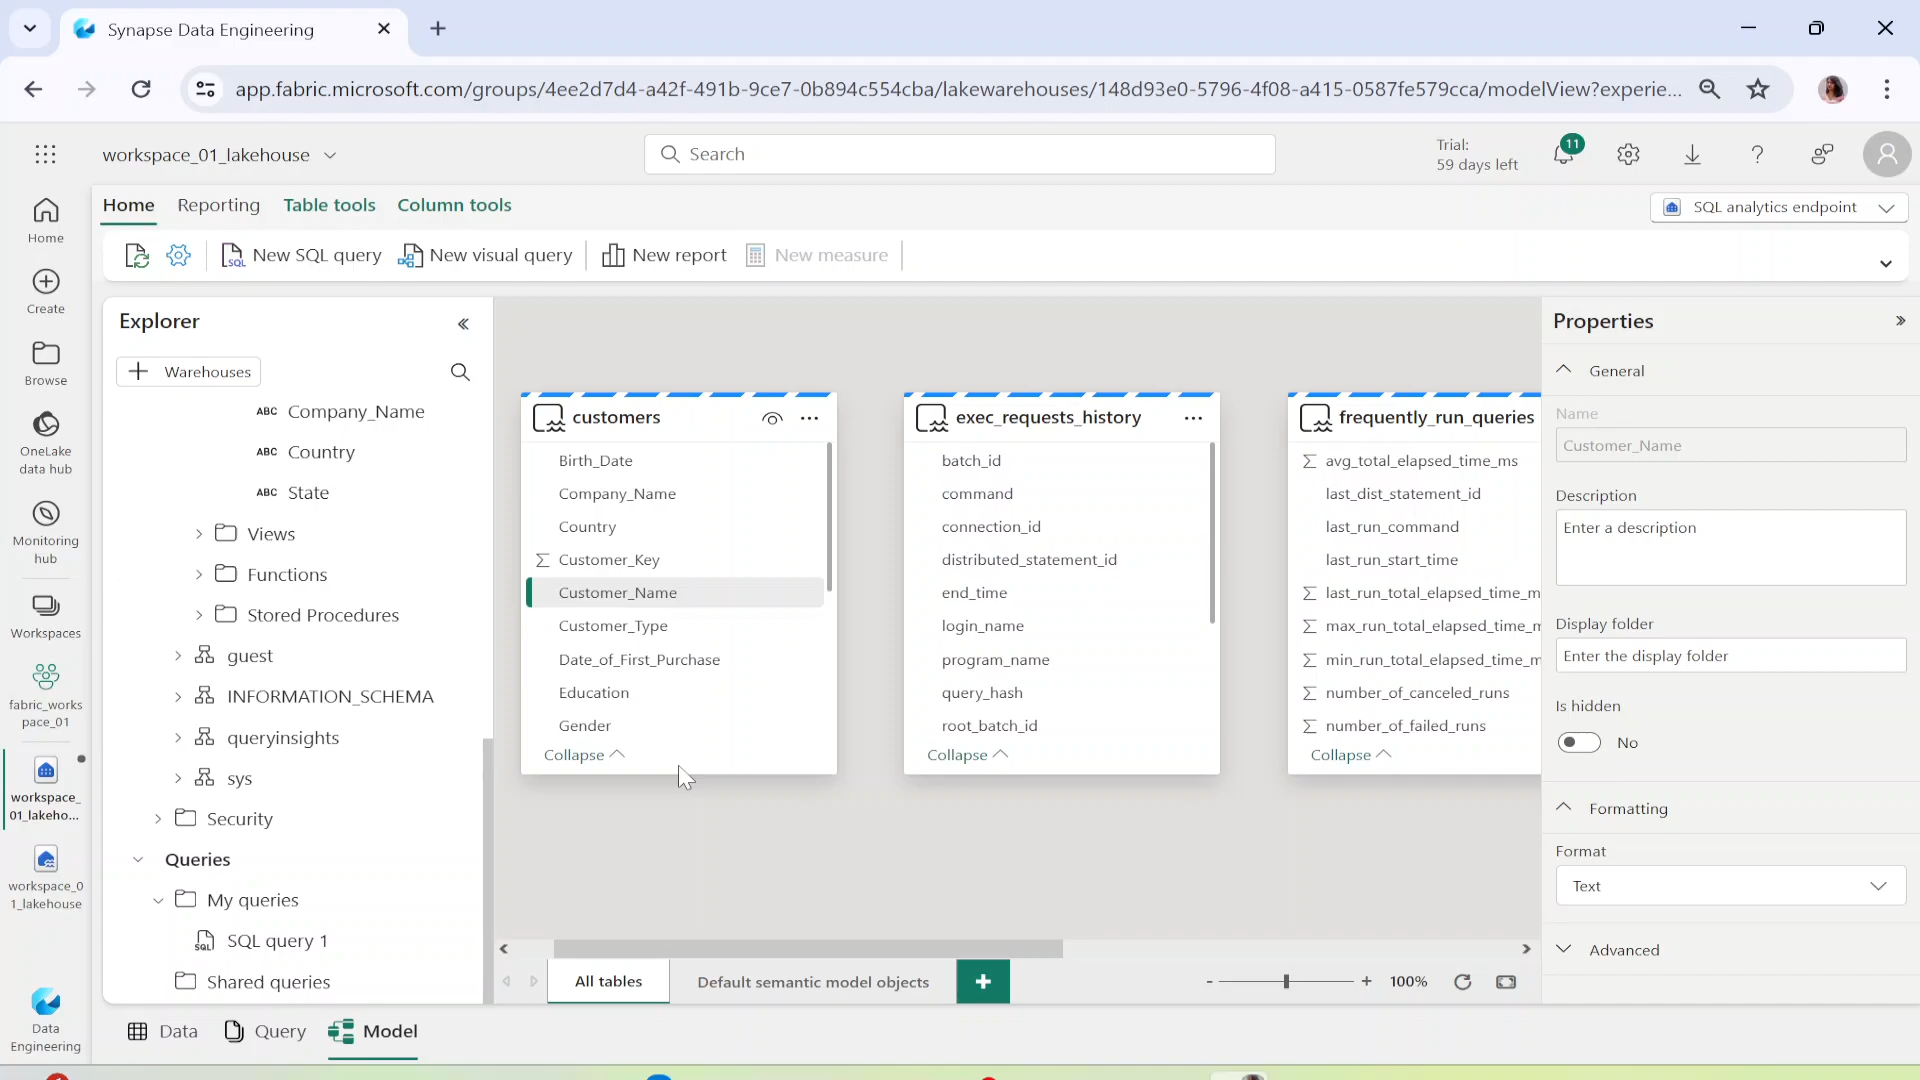 Synapse Data Engineering
app.fabric.microsoft.com/groups/4ee2d7d4-a42f-491b-9ce7-0b894c554cba/lakewarehouses/148d93e0-5796-4f08-a415-0587fe579cca/modelView?experie...
workspace_01_lakehouse
Search
Trial:
59 days left
11
Home
Reporting
Table tools
Column tools
SQL analytics endpoint
New SQL query
New visual query
New report
New measure
Home
Create
Browse
OneLake
data hub
Monitoring
hub
Workspaces
fabric_works
pace_01
workspace_
01_lakeho...
workspace_0
1_lakehouse
Data
Engineering
Explorer
Warehouses
ABC Company_Name
ABC Country
ABC State
Views
Functions
Stored Procedures
guest
INFORMATION_SCHEMA
queryinsights
sys
Security
Queries
My queries
SQL query 1
Shared queries
customers
Birth_Date
Company_Name
Country
Σ Customer_Key
Customer_Name
Customer_Type
Date_of_First_Purchase
Education
Gender
Collapse
exec_requests_history
batch_id
command
connection_id
distributed_statement_id
end_time
login_name
program_name
query_hash
root_batch_id
Collapse
frequently_run_queries
Σ avg_total_elapsed_time_ms
last_dist_statement_id
last_run_command
last_run_start_time
Σ last_run_total_elapsed_time_m
Σ max_run_total_elapsed_time_m
Σ min_run_total_elapsed_time_m
Σ number_of_canceled_runs
Σ number_of_failed_runs
Collapse
Properties
General
Name
Customer_Name
Description
Enter a description
Display folder
Enter the display folder
Is hidden
No
Formatting
Format
Text
Advanced
All tables
Default semantic model objects
+
- + 100%
Data
Query
Model